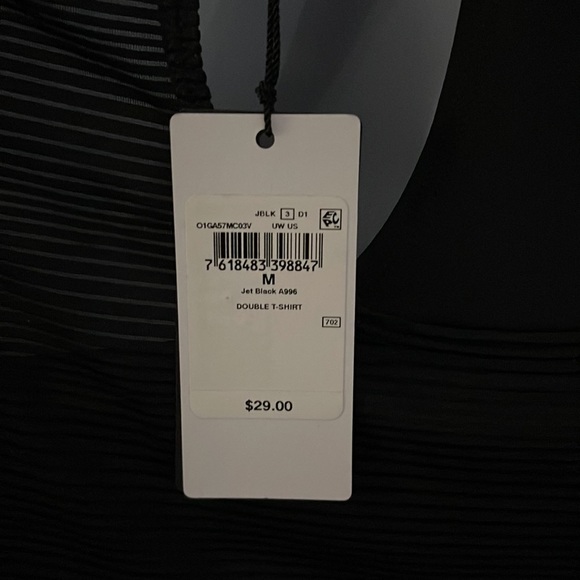 JBLK 3 D1
O1GA57MC03V UW US
7 618483 398847
M
Jet Black A996
DOUBLE T-SHIRT
702
$29.00